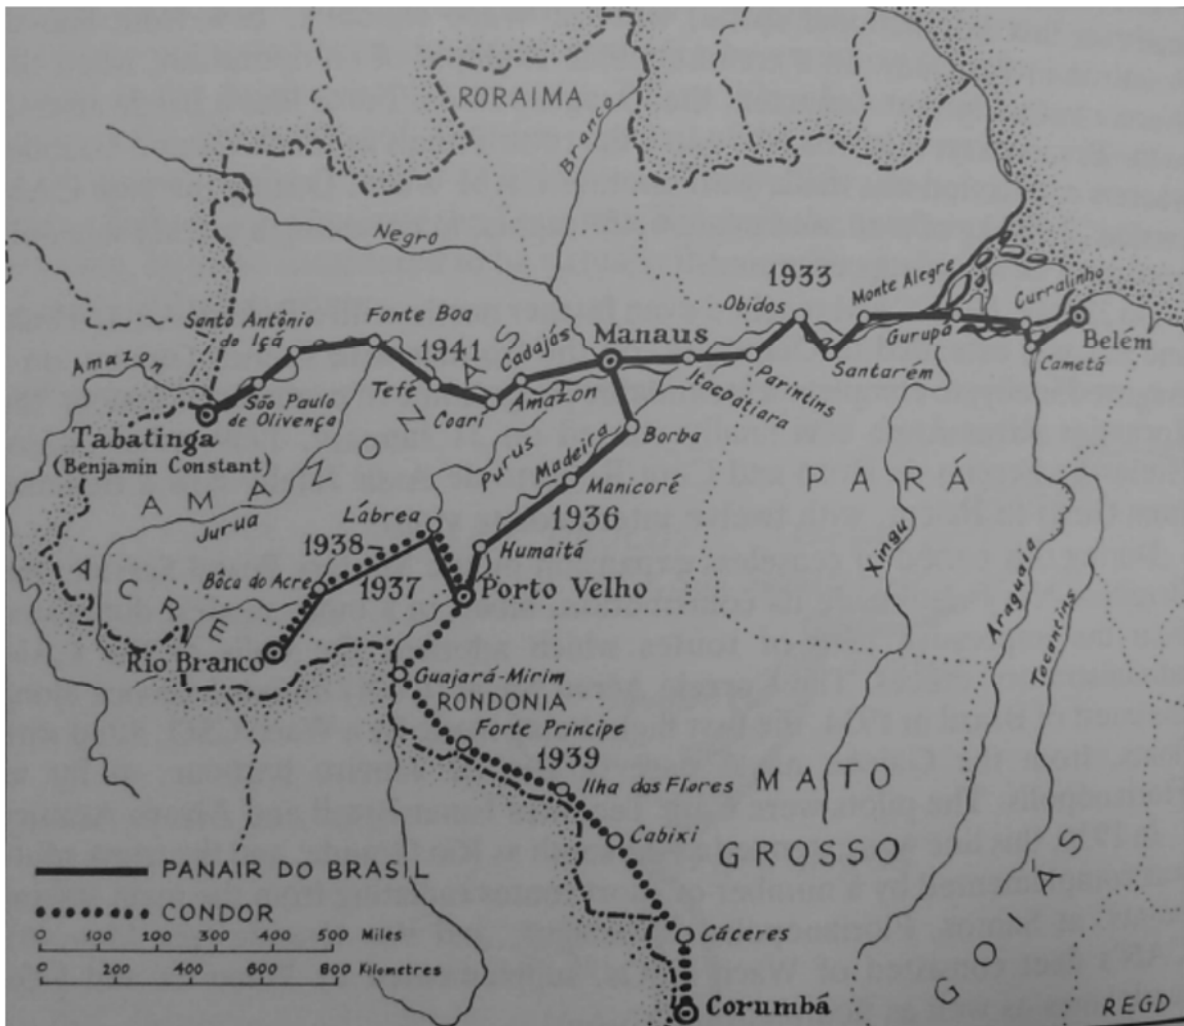 RORAIMA
Branco
Negro
1933
Monte Alegre
Curralinho
Obidos
Santo Antônio
do Içá
Fonte Boa
Amazon
1941
Cadajás
Manaus
Gurupá
Belém
Santarém
Cametá
Tefé
Coari
Amazon
Itacoatiara
Parintins
São Paulo
de Olivença
Tabatinga
(Benjamin Constant)
AMAZONAS
Purus
Madeira
Borba
PARÁ
Manicoré
Jurua
Lábrea
1936
Xingu
Araguaia
Tocantins
1938
Humaitá
Bôca do Acre
1937
Porto Velho
ACRE
Rio Branco
Guajará-Mirim
RONDONIA
Forte Príncipe
1939
Ilha das Flores
MATO
Cabixi
GROSSO
GOIAS
PANAIR DO BRASIL
CONDOR
0 100 200 300 400 500 Miles
0 200 400 600 800 Kilometres
Cáceres
Corumbá
REGD